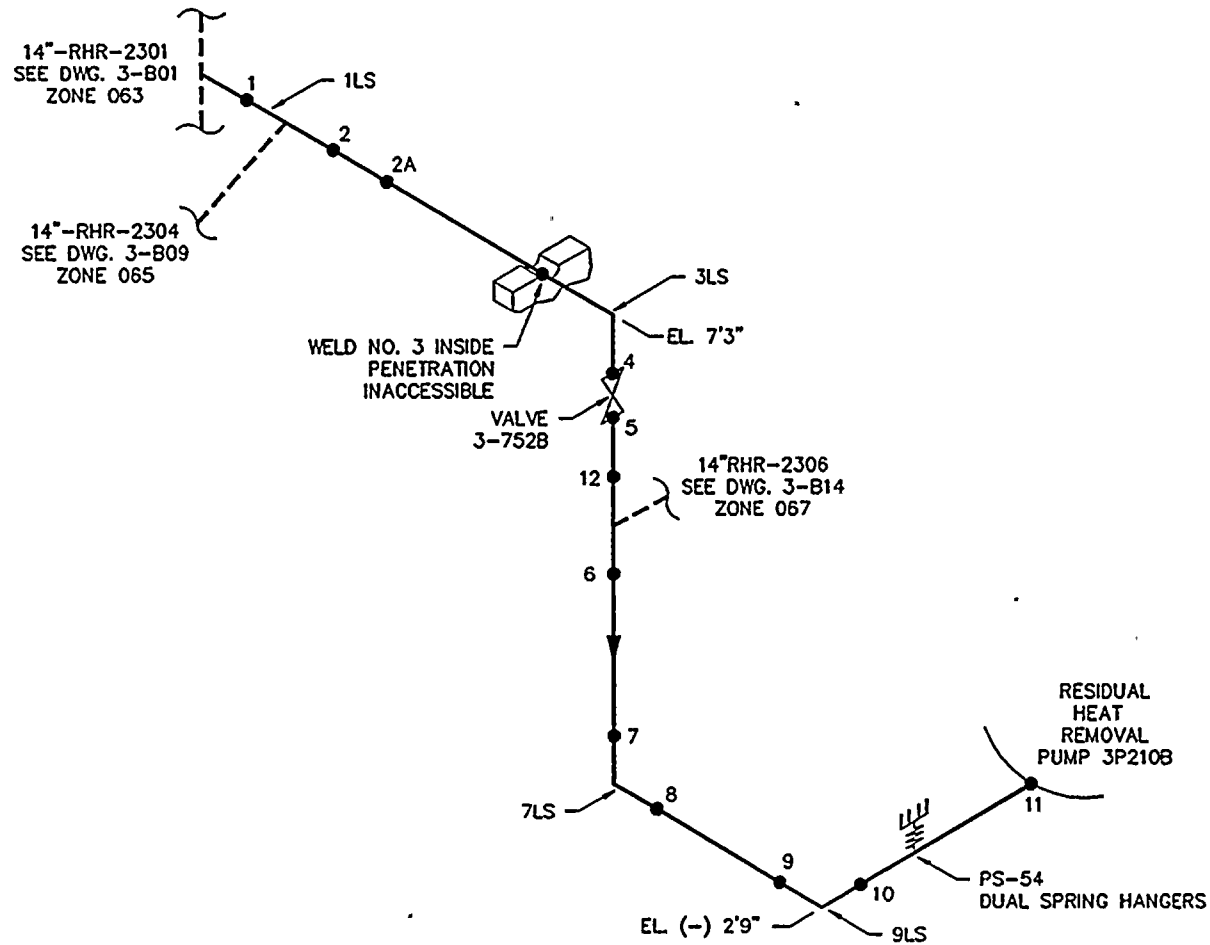 14"-RHR-2301
SEE DWG. 3-B01
ZONE 063
1
1LS
2
2A
14"-RHR-2304
SEE DWG. 3-B09
ZONE 065
3LS
EL. 7'3"
WELD NO. 3 INSIDE
PENETRATION
INACCESSIBLE
4
VALVE
3-752B
5
12
14"RHR-2306
SEE DWG. 3-B14
ZONE 067
6
7
RESIDUAL
HEAT
REMOVAL
PUMP 3P210B
11
7LS
8
9
10
PS-54
DUAL SPRING HANGERS
EL. (-) 2'9"
9LS